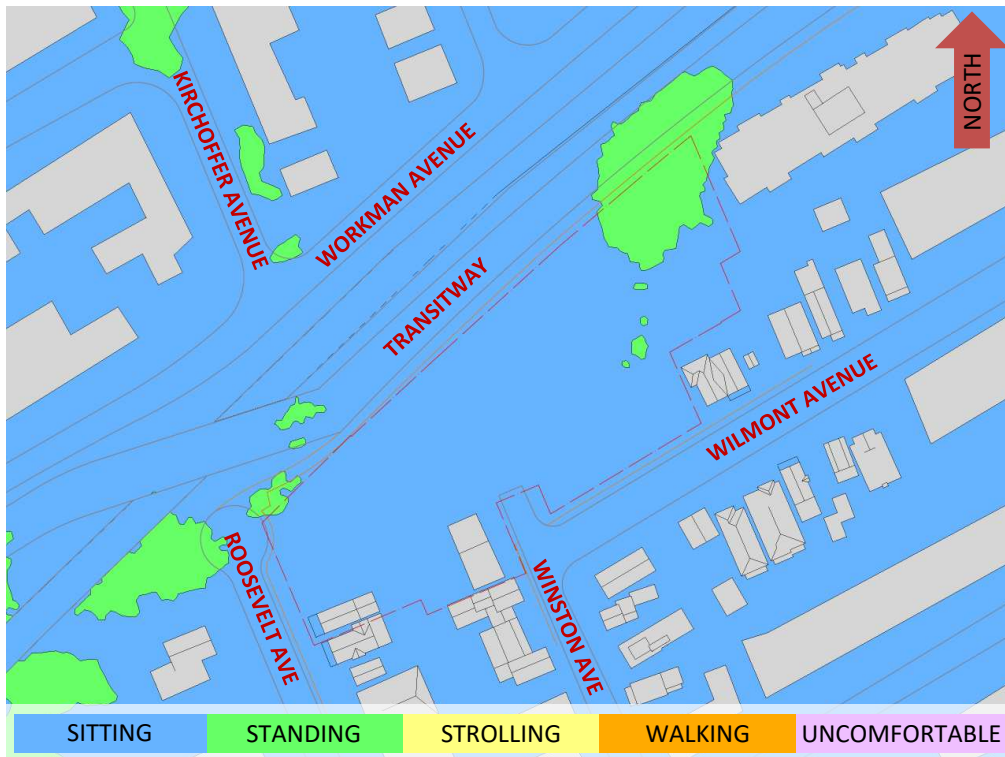 NORTH
KIRCHOFFER AVENUE
WORKMAN AVENUE
TRANSITWAY
WILMONT AVENUE
ROOSEVELT AVE
WINSTON AVE
SITTING
STANDING
STROLLING
WALKING
UNCOMFORTABLE